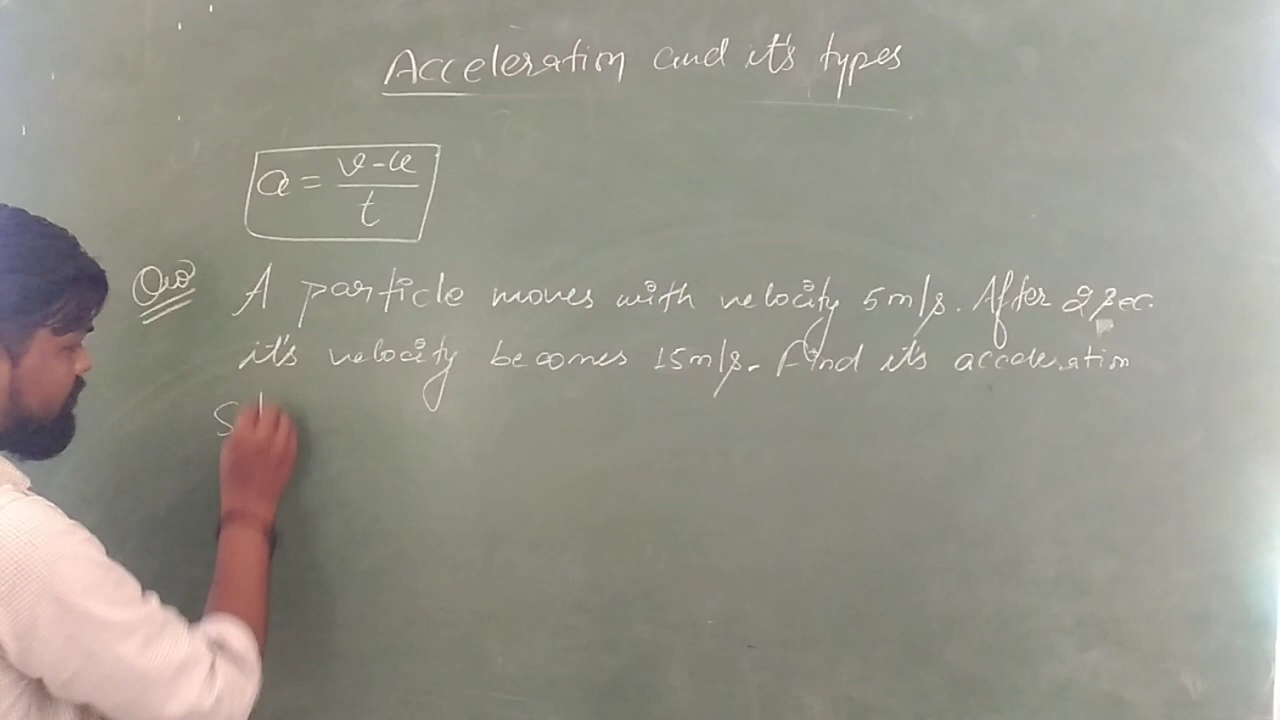 Acceleration and it's types
a = v-u / t
Que A particle moves with velocity 5m/s. After 2 sec.
it's velocity becomes 15m/s. Find it's acceleration
S